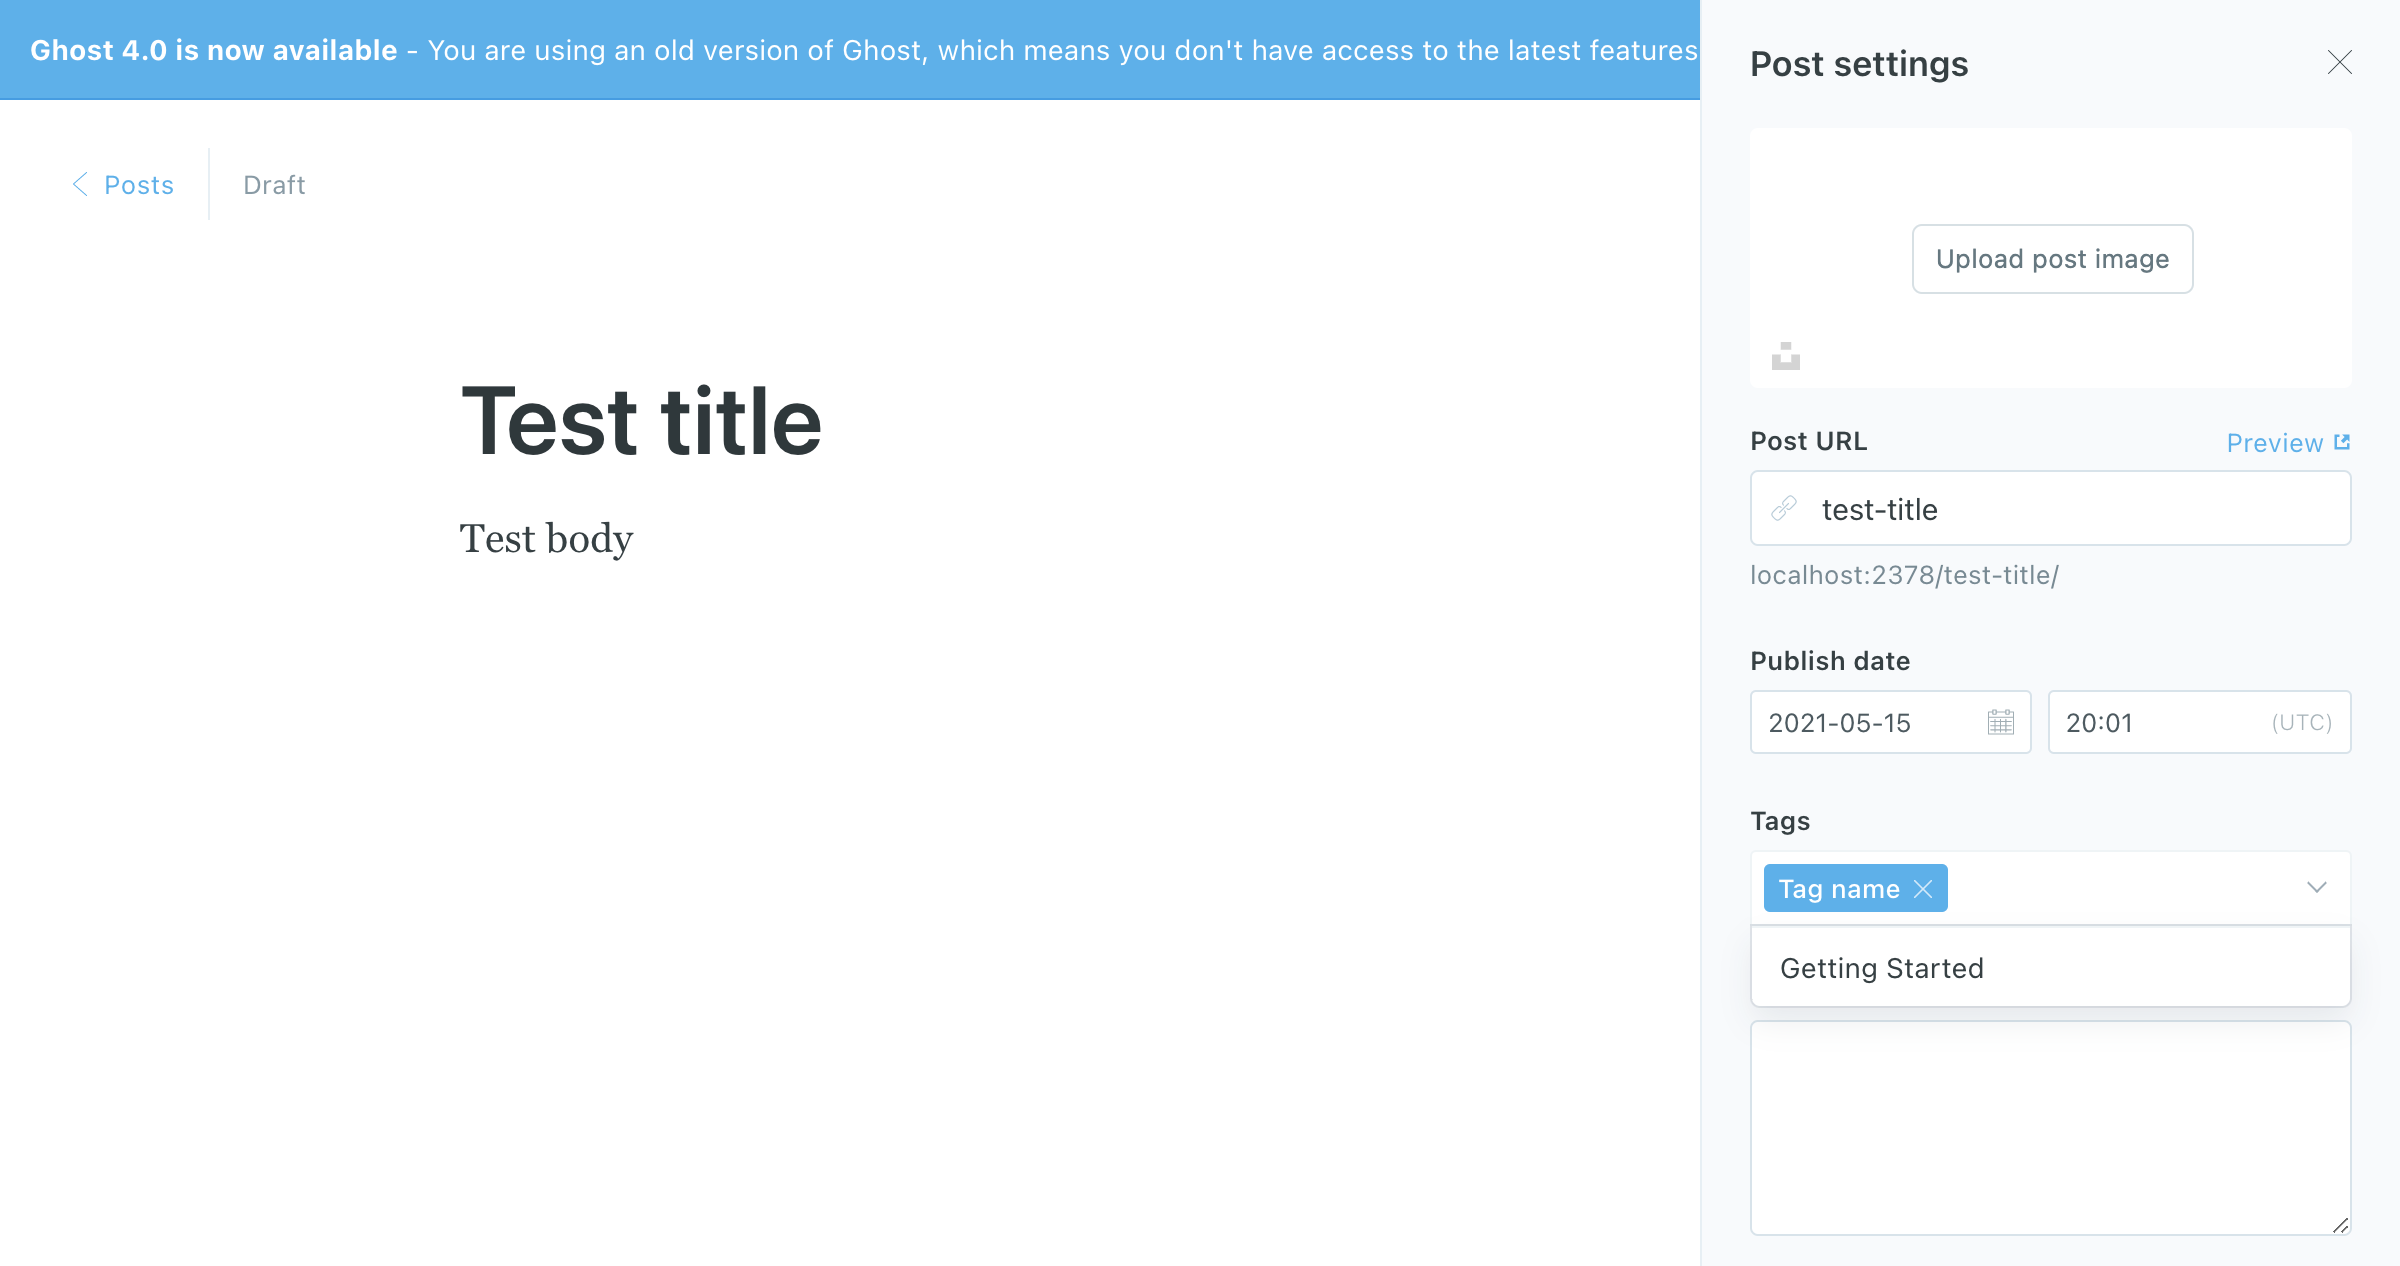 Ghost 4.0 is now available - You are using an old version of Ghost, which means you don't have access to the latest features
Posts
Draft
Test title
Test body
Post settings
Upload post image
Post URL
Preview
test-title
localhost:2378/test-title/
Publish date
2021-05-15
20:01
(UTC)
Tags
Tag name
Getting Started